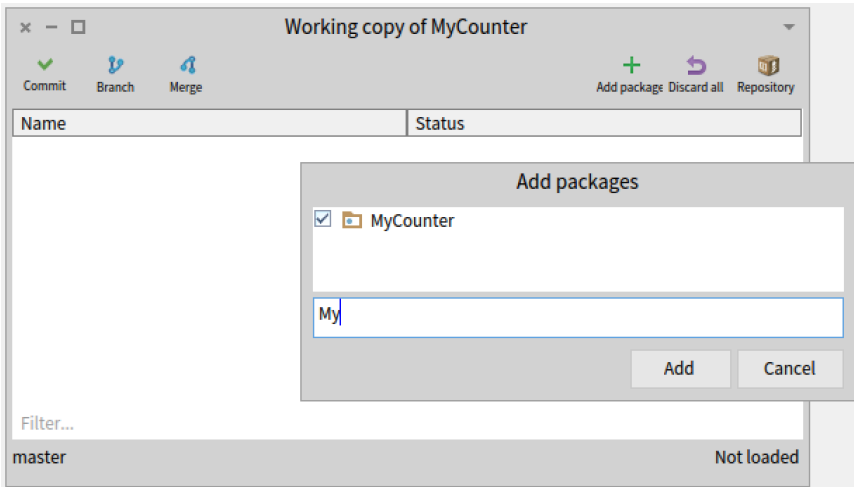 Working copy of MyCounter
Commit Branch Merge Add package Discard all Repository
Name Status
Add packages
MyCounter
My
Add Cancel
Filter...
master Not loaded